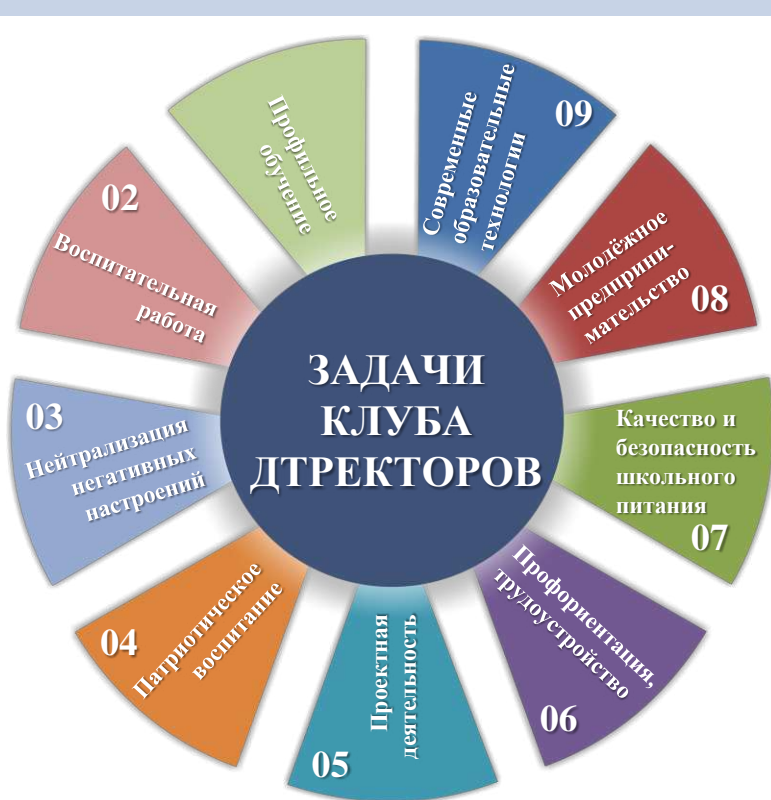 ЗАДАЧИ
КЛУБА
ДТРЕКТОРОВ
Профильное
обучение
02
Воспитательная
работа
03
Нейтрализация
негативных
настроений
04
Патриотическое
воспитание
05
Проектная
деятельность
06
Профориентация,
трудоустройство
07
Качество и
безопасность
школьного
питания
08
Молодёжное
предприни-
мательство
09
Современные
образовательные
технологии